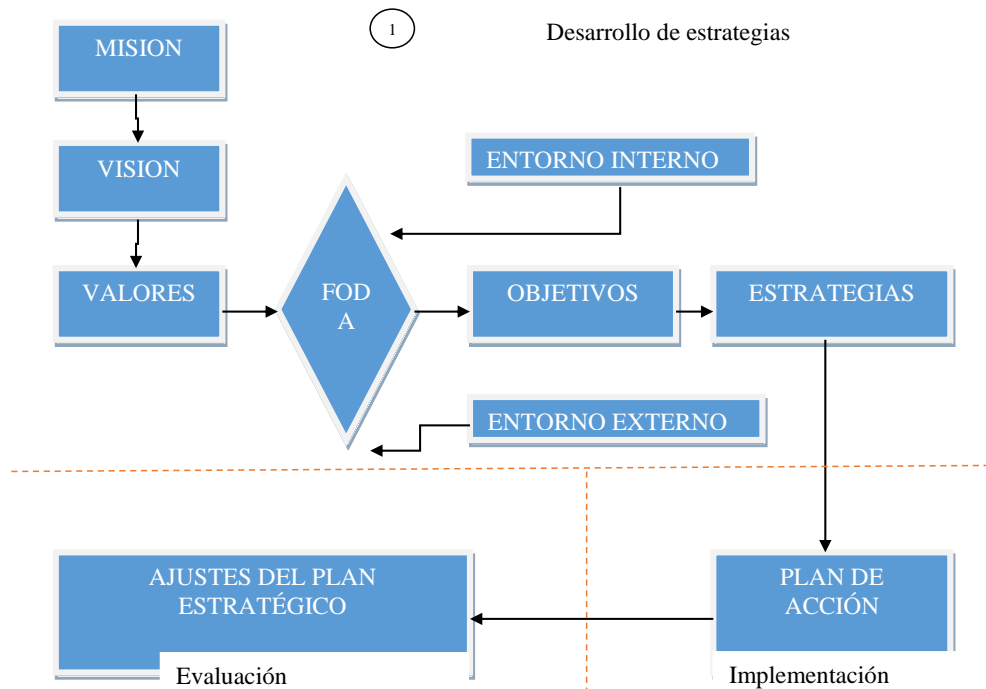 1
Desarrollo de estrategias
MISION
VISION
ENTORNO INTERNO
VALORES
FOD
A
OBJETIVOS
ESTRATEGIAS
ENTORNO EXTERNO
AJUSTES DEL PLAN
ESTRATÉGICO
PLAN DE
ACCIÓN
Evaluación
Implementación